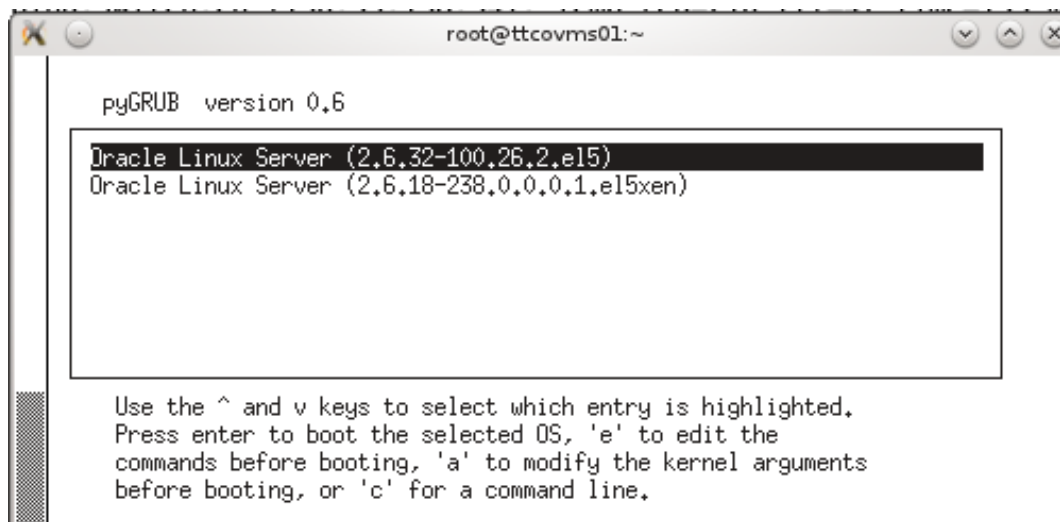 root@ttcovms01:~
pyGRUB version 0.6
Oracle Linux Server (2.6.32-100.26.2.el5)
Oracle Linux Server (2.6.18-238.0.0.0.1.el5xen)
Use the ^ and v keys to select which entry is highlighted.
Press enter to boot the selected OS, 'e' to edit the
commands before booting, 'a' to modify the kernel arguments
before booting, or 'c' for a command line.